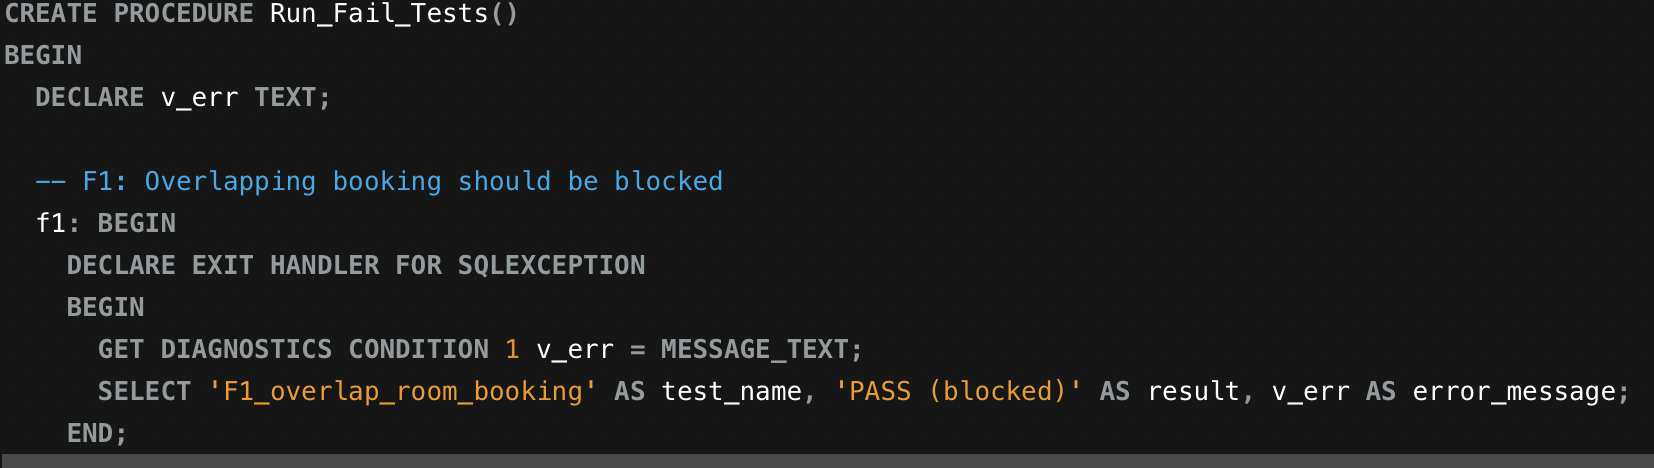 CREATE PROCEDURE Run_Fail_Tests()
BEGIN
  DECLARE v_err TEXT;

  -- F1: Overlapping booking should be blocked
  f1: BEGIN
    DECLARE EXIT HANDLER FOR SQLEXCEPTION
    BEGIN
      GET DIAGNOSTICS CONDITION 1 v_err = MESSAGE_TEXT;
      SELECT 'F1_overlap_room_booking' AS test_name, 'PASS (blocked)' AS result, v_err AS error_message;
    END;